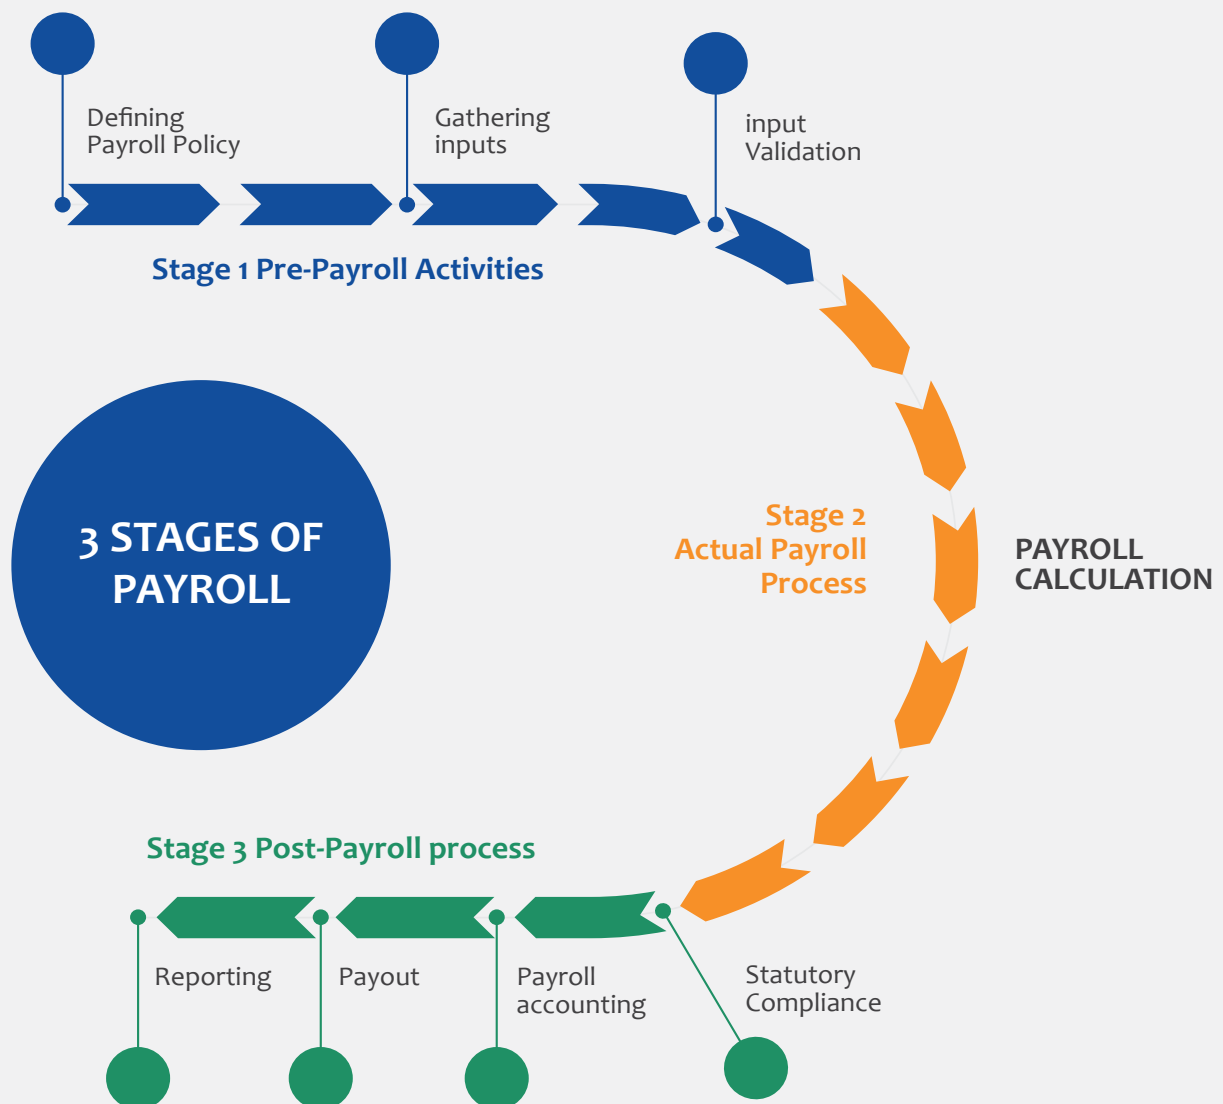 Defining
Payroll Policy
Gathering
inputs
input
Validation
Stage 1 Pre-Payroll Activities
3 STAGES OF
PAYROLL
Stage 2
Actual Payroll
Process
PAYROLL
CALCULATION
Stage 3 Post-Payroll process
Reporting
Payout
Payroll
accounting
Statutory
Compliance